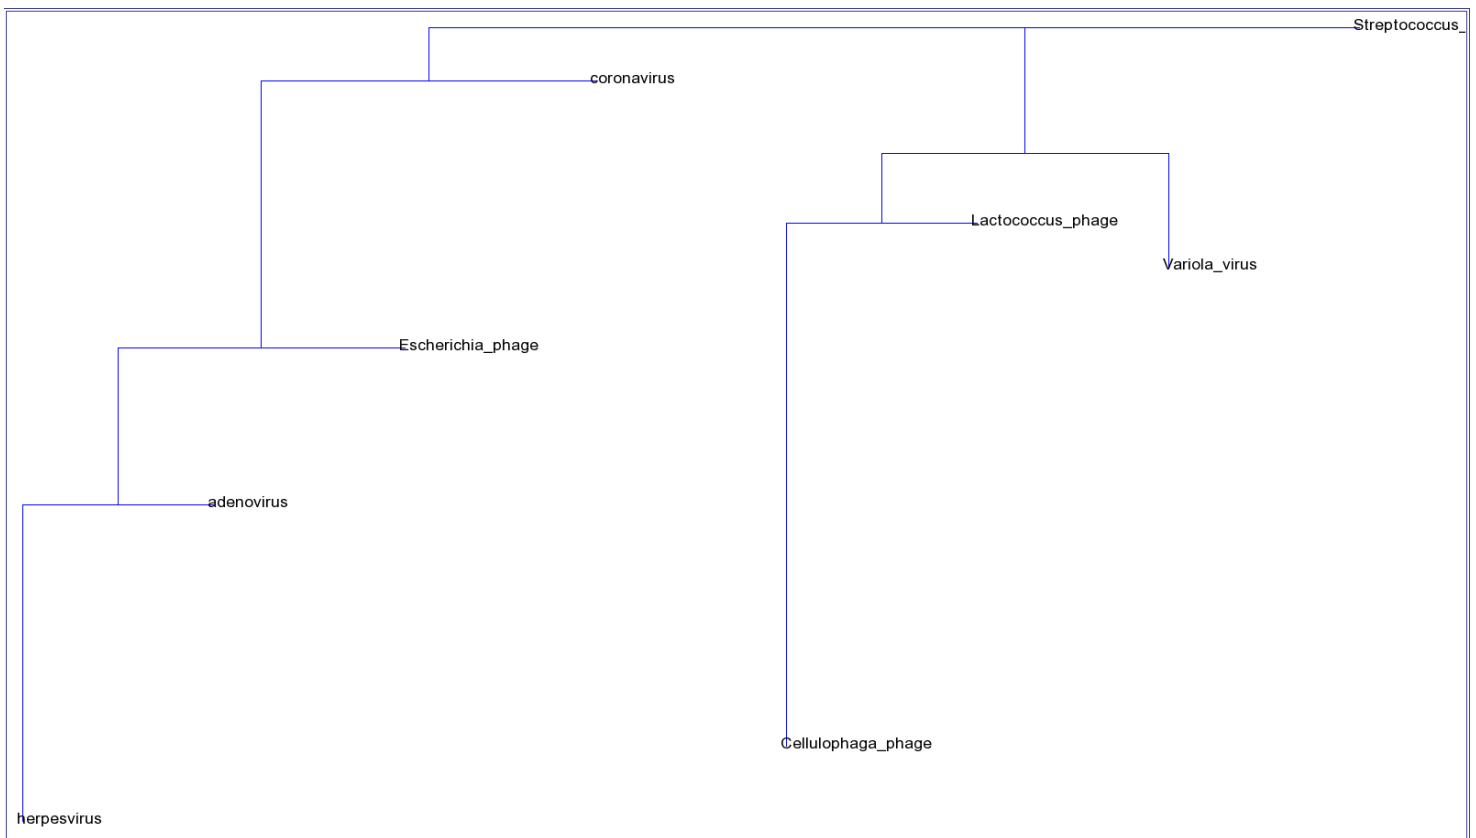 Streptococcus_
coronavirus
Lactococcus_phage
Variola_virus
Escherichia_phage
adenovirus
Cellulophaga_phage
herpesvirus